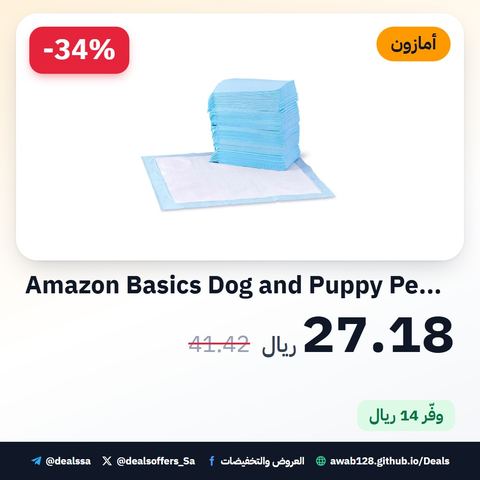 -34%
أمازون
Amazon Basics Dog and Puppy Pe...
27.18 ريال 41.42
وفّر 14 ريال
@dealssa @dealsoffers_Sa العروض والتخفيضات awab128.github.io/Deals